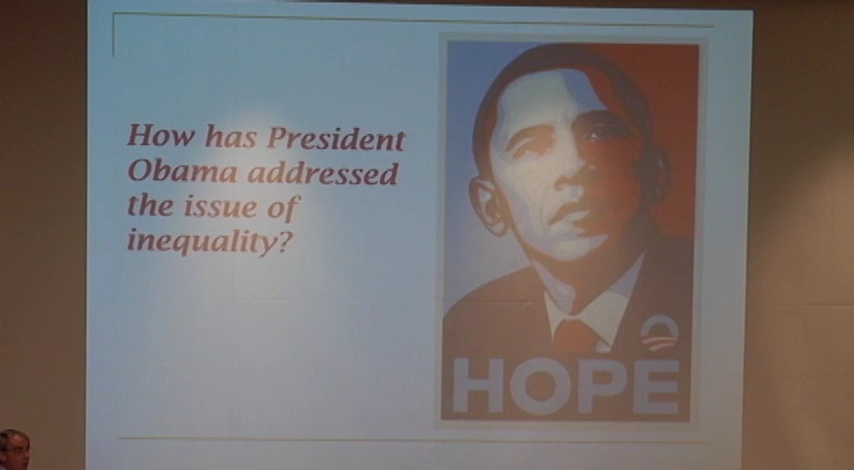 How has President
Obama addressed
the issue of
inequality?
HOPE